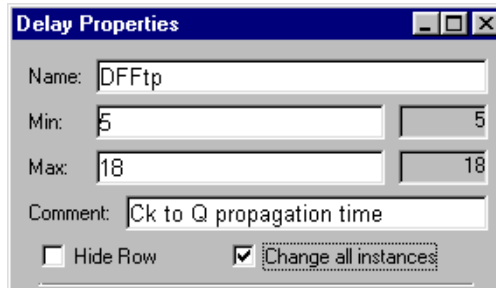 Delay Properties
Name: DFFtp
Min: 5 5
Max: 18 18
Comment: Ck to Q propagation time
Hide Row Change all instances